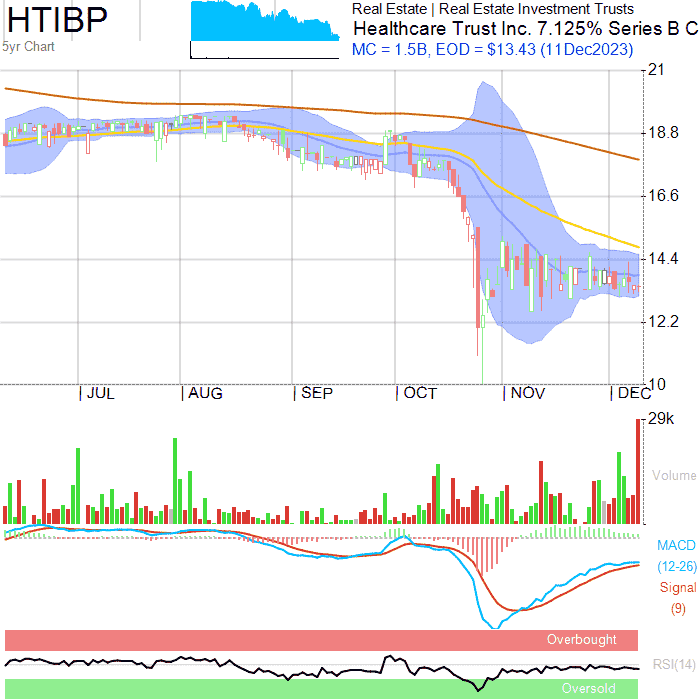 HTIBP
5yr Chart
Real Estate | Real Estate Investment Trusts
Healthcare Trust Inc. 7.125% Series B C
MC = 1.5B, EOD = $13.43 (11Dec2023)
21
18.8
16.6
14.4
12.2
10
JUL
AUG
SEP
OCT
NOV
DEC
29k
Volume
MACD
(12-26)
Signal
(9)
Overbought
RSI(14)
Oversold